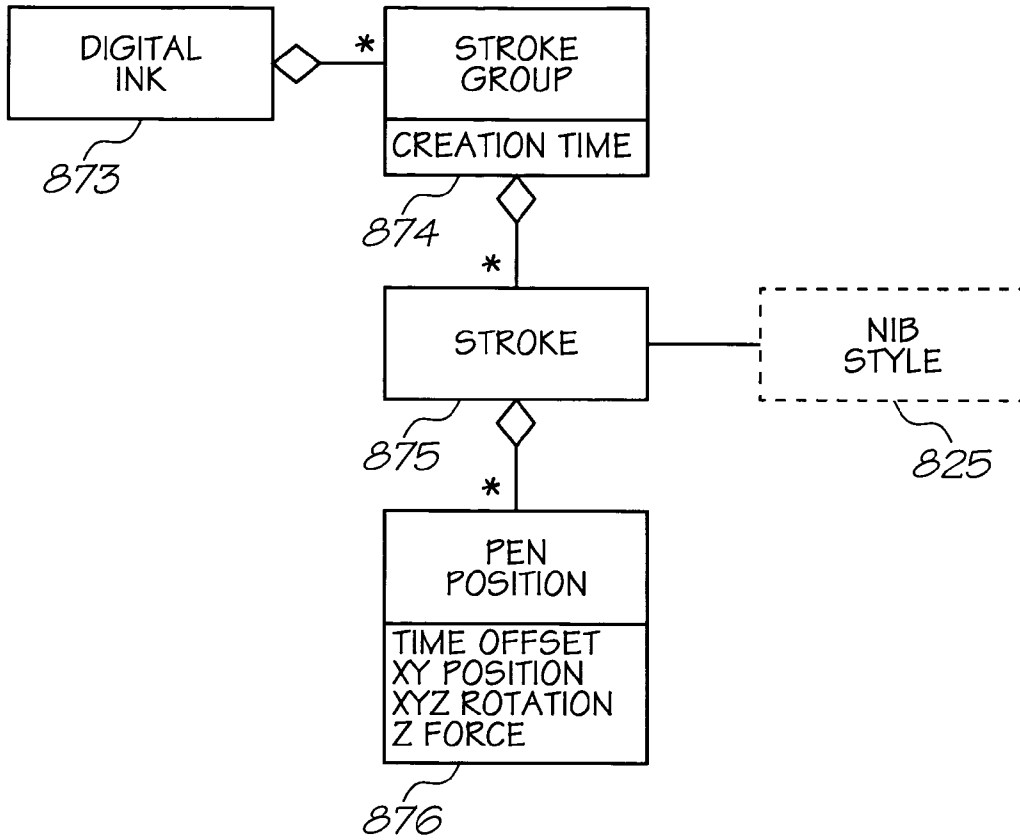 DIGITAL
INK
*
STROKE
GROUP
CREATION TIME
873
874
*
STROKE
NIB
STYLE
875
825
*
PEN
POSITION
TIME OFFSET
XY POSITION
XYZ ROTATION
Z FORCE
876